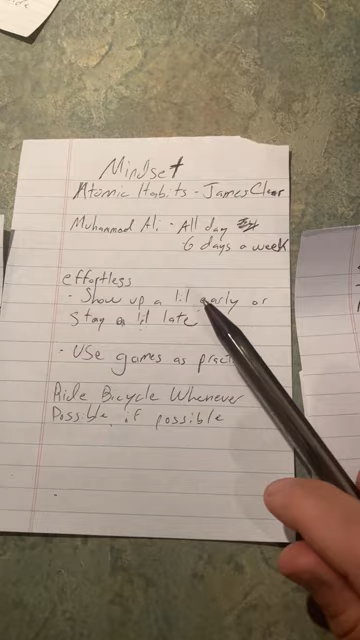 Mindset
Atomic Habits - James Clear
Muhammad Ali - All day
6 days a week
effortless
- Show up a lil early or
Stay a lil late
- Use games as
Ride Bicycle Whenever
Possible, if possible